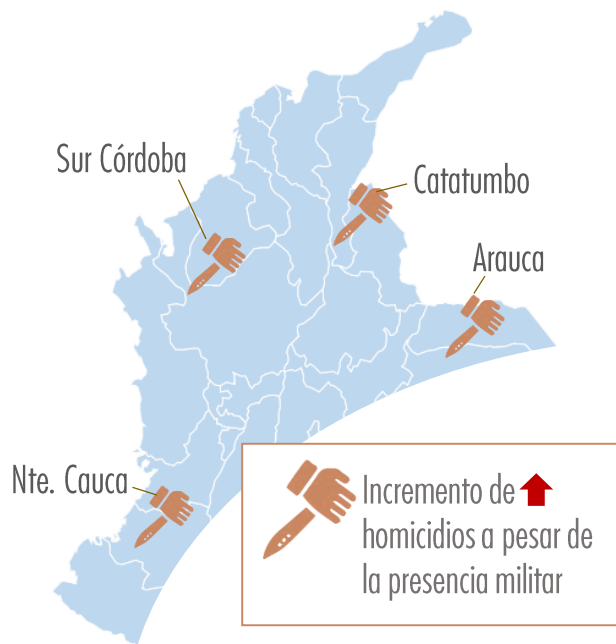 Sur Córdoba
Catatumbo
Arauca
Nte. Cauca
Incremento de
homicidios a pesar de
la presencia militar